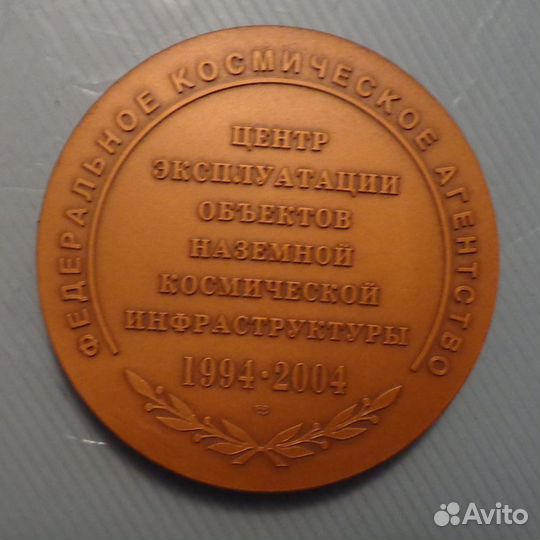 ФЕДЕРАЛЬНОЕ КОСМИЧЕСКОЕ АГЕНТСТВО
ЦЕНТР
ЭКСПЛУАТАЦИИ
ОБЪЕКТОВ
НАЗЕМНОЙ
КОСМИЧЕСКОЙ
ИНФРАСТРУКТУРЫ
1994·2004
Avito